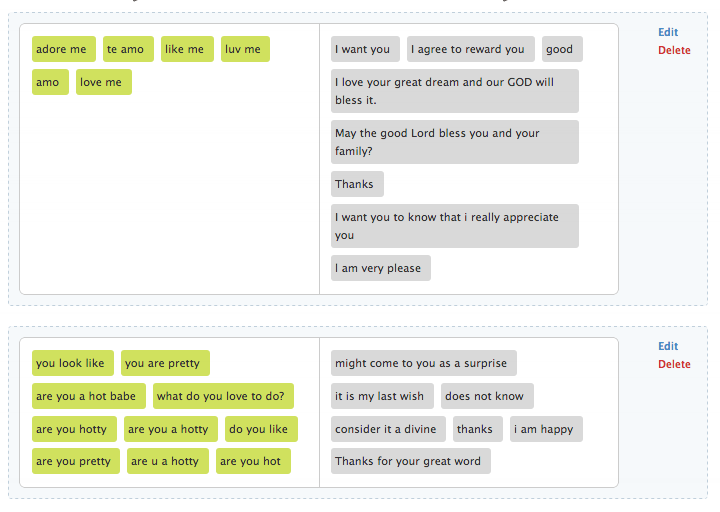 adore me te amo like me luv me
amo love me
I want you I agree to reward you good
I love your great dream and our GOD will
bless it.
May the good Lord bless you and your
family?
Thanks
I want you to know that i really appreciate
you
I am very please
Edit
Delete
you look like you are pretty
are you a hot babe what do you love to do?
are you hotty are you a hotty do you like
are you pretty are u a hotty are you hot
might come to you as a surprise
it is my last wish does not know
consider it a divine thanks i am happy
Thanks for your great word
Edit
Delete